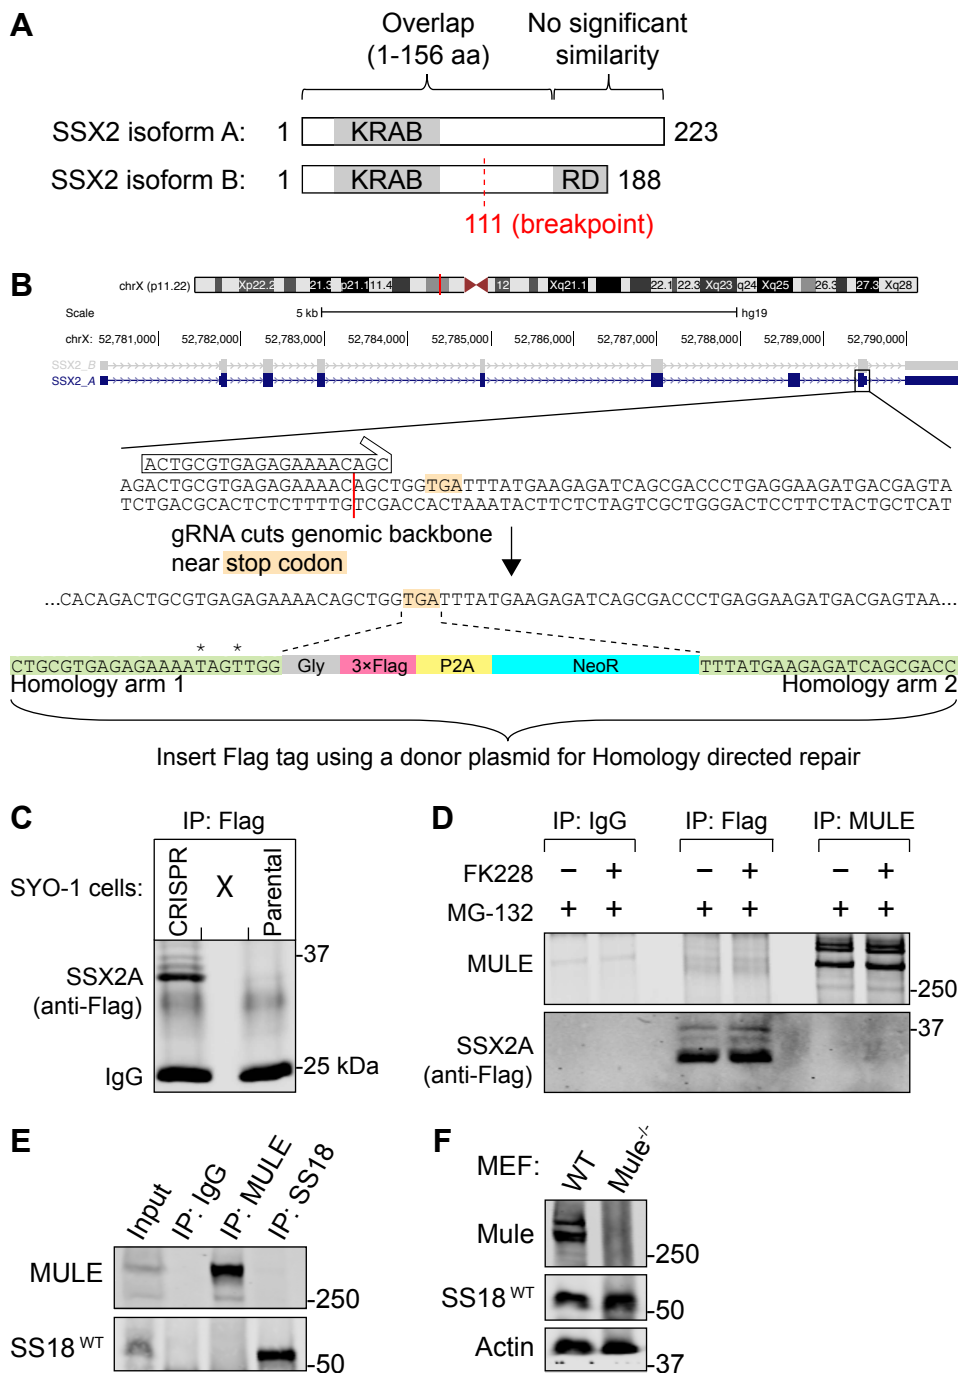 A
Overlap
(1-156 aa)
No significant
similarity
SSX2 isoform A: 1 KRAB 223
SSX2 isoform B: 1 KRAB RD 188
111 (breakpoint)
B
chrX (p11.22) Xp22.2 21.3 p21.1 11.4 12 Xq21.1 22.1 22.3 Xq23 q24 Xq25 26.3 27.3 Xq28
Scale 5 kb hg19
chrX: 52,781,000 52,782,000 52,783,000 52,784,000 52,785,000 52,786,000 52,787,000 52,788,000 52,789,000 52,790,000
SSX2_B
SSX2_A
ACTGCGTGAGAGAAAACAGC
AGACTGCGTGAGAGAAAACAGCTGGTGATTTATGAAGAGATCAGCGACCCTGAGGAAGATGACGAGTA
TCTGACGCACTCTCTTTTGTCGACCACTAAATACTTCTCTAGTCGCTGGGACTCCTTCTACTGCTCAT
gRNA cuts genomic backbone
near stop codon
...CACAGACTGCGTGAGAGAAAACAGCTGGTGATTTATGAAGAGATCAGCGACCCTGAGGAAGATGACGAGTAA...
* *
CTGCGTGAGAGAAAATAGTTGG Gly 3×Flag P2A NeoR TTTATGAAGAGATCAGCGACC
Homology arm 1 Homology arm 2
Insert Flag tag using a donor plasmid for Homology directed repair
C
IP: Flag
SYO-1 cells: CRISPR X Parental
37
SSX2A
(anti-Flag)
IgG
25 kDa
D
IP: IgG IP: Flag IP: MULE
FK228 − + − + − +
MG-132 + + + + + +
MULE
250
37
SSX2A
(anti-Flag)
E
Input IP: IgG IP: MULE IP: SS18
MULE
250
SS18 WT
50
F
MEF: WT Mule-/-
Mule
250
SS18 WT
50
Actin
37